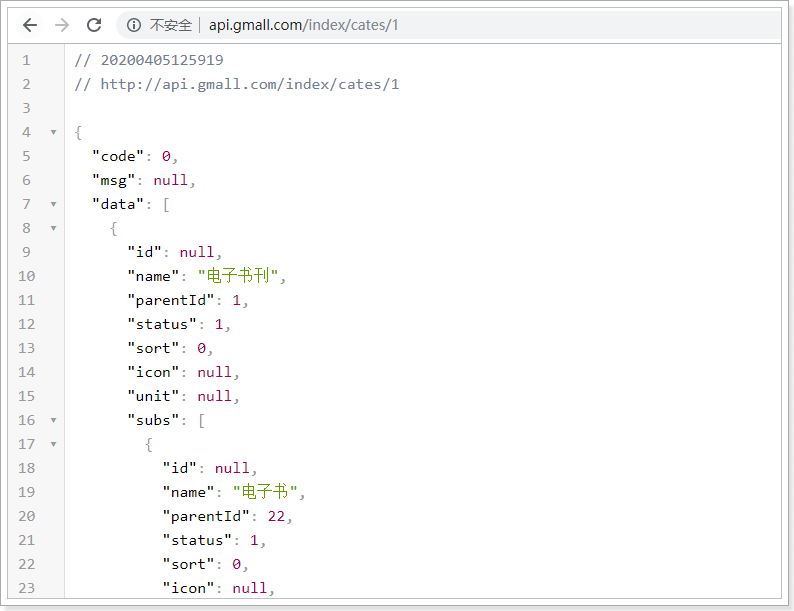 不安全 | api.gmall.com/index/cates/1
1 // 20200405125919
2 // http://api.gmall.com/index/cates/1
3
4 {
5 "code": 0,
6 "msg": null,
7 "data": [
8 {
9 "id": null,
10 "name": "电子书刊",
11 "parentId": 1,
12 "status": 1,
13 "sort": 0,
14 "icon": null,
15 "unit": null,
16 "subs": [
17 {
18 "id": null,
19 "name": "电子书",
20 "parentId": 22,
21 "status": 1,
22 "sort": 0,
23 "icon": null,